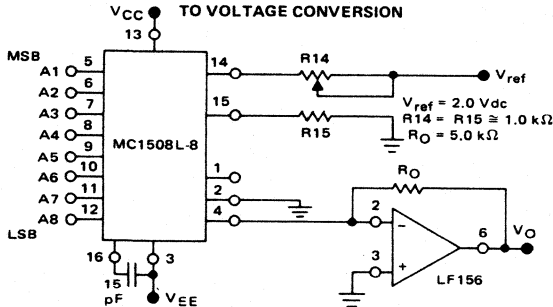 TO VOLTAGE CONVERSION
VCC
13
MSB
A1 5
A2 6
A3 7
A4 8
A5 9
A6 10
A7 11
A8 12
LSB
MC1508L-8
14
R14
Vref
15
R15
Vref = 2.0 Vdc
R14 = R15 ≅ 1.0 kΩ
RO = 5.0 kΩ
1
2
4
RO
2
−
6
VO
3
+
LF156
16
3
15
pF
VEE